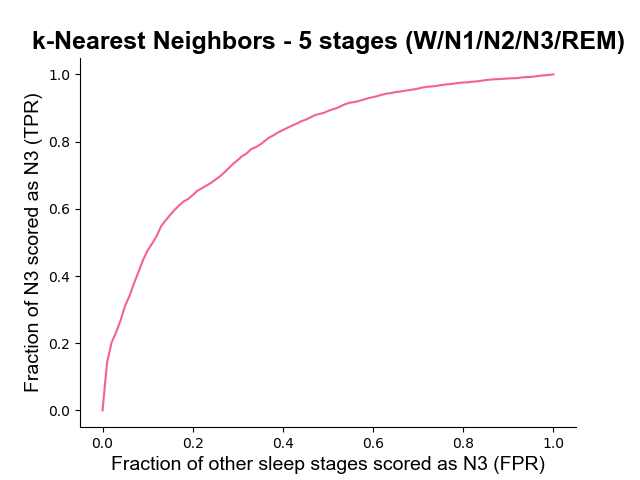 k-Nearest Neighbors - 5 stages (W/N1/N2/N3/REM)
Fraction of N3 scored as N3 (TPR)
1.0
0.8
0.6
0.4
0.2
0.0
0.0 0.2 0.4 0.6 0.8 1.0
Fraction of other sleep stages scored as N3 (FPR)